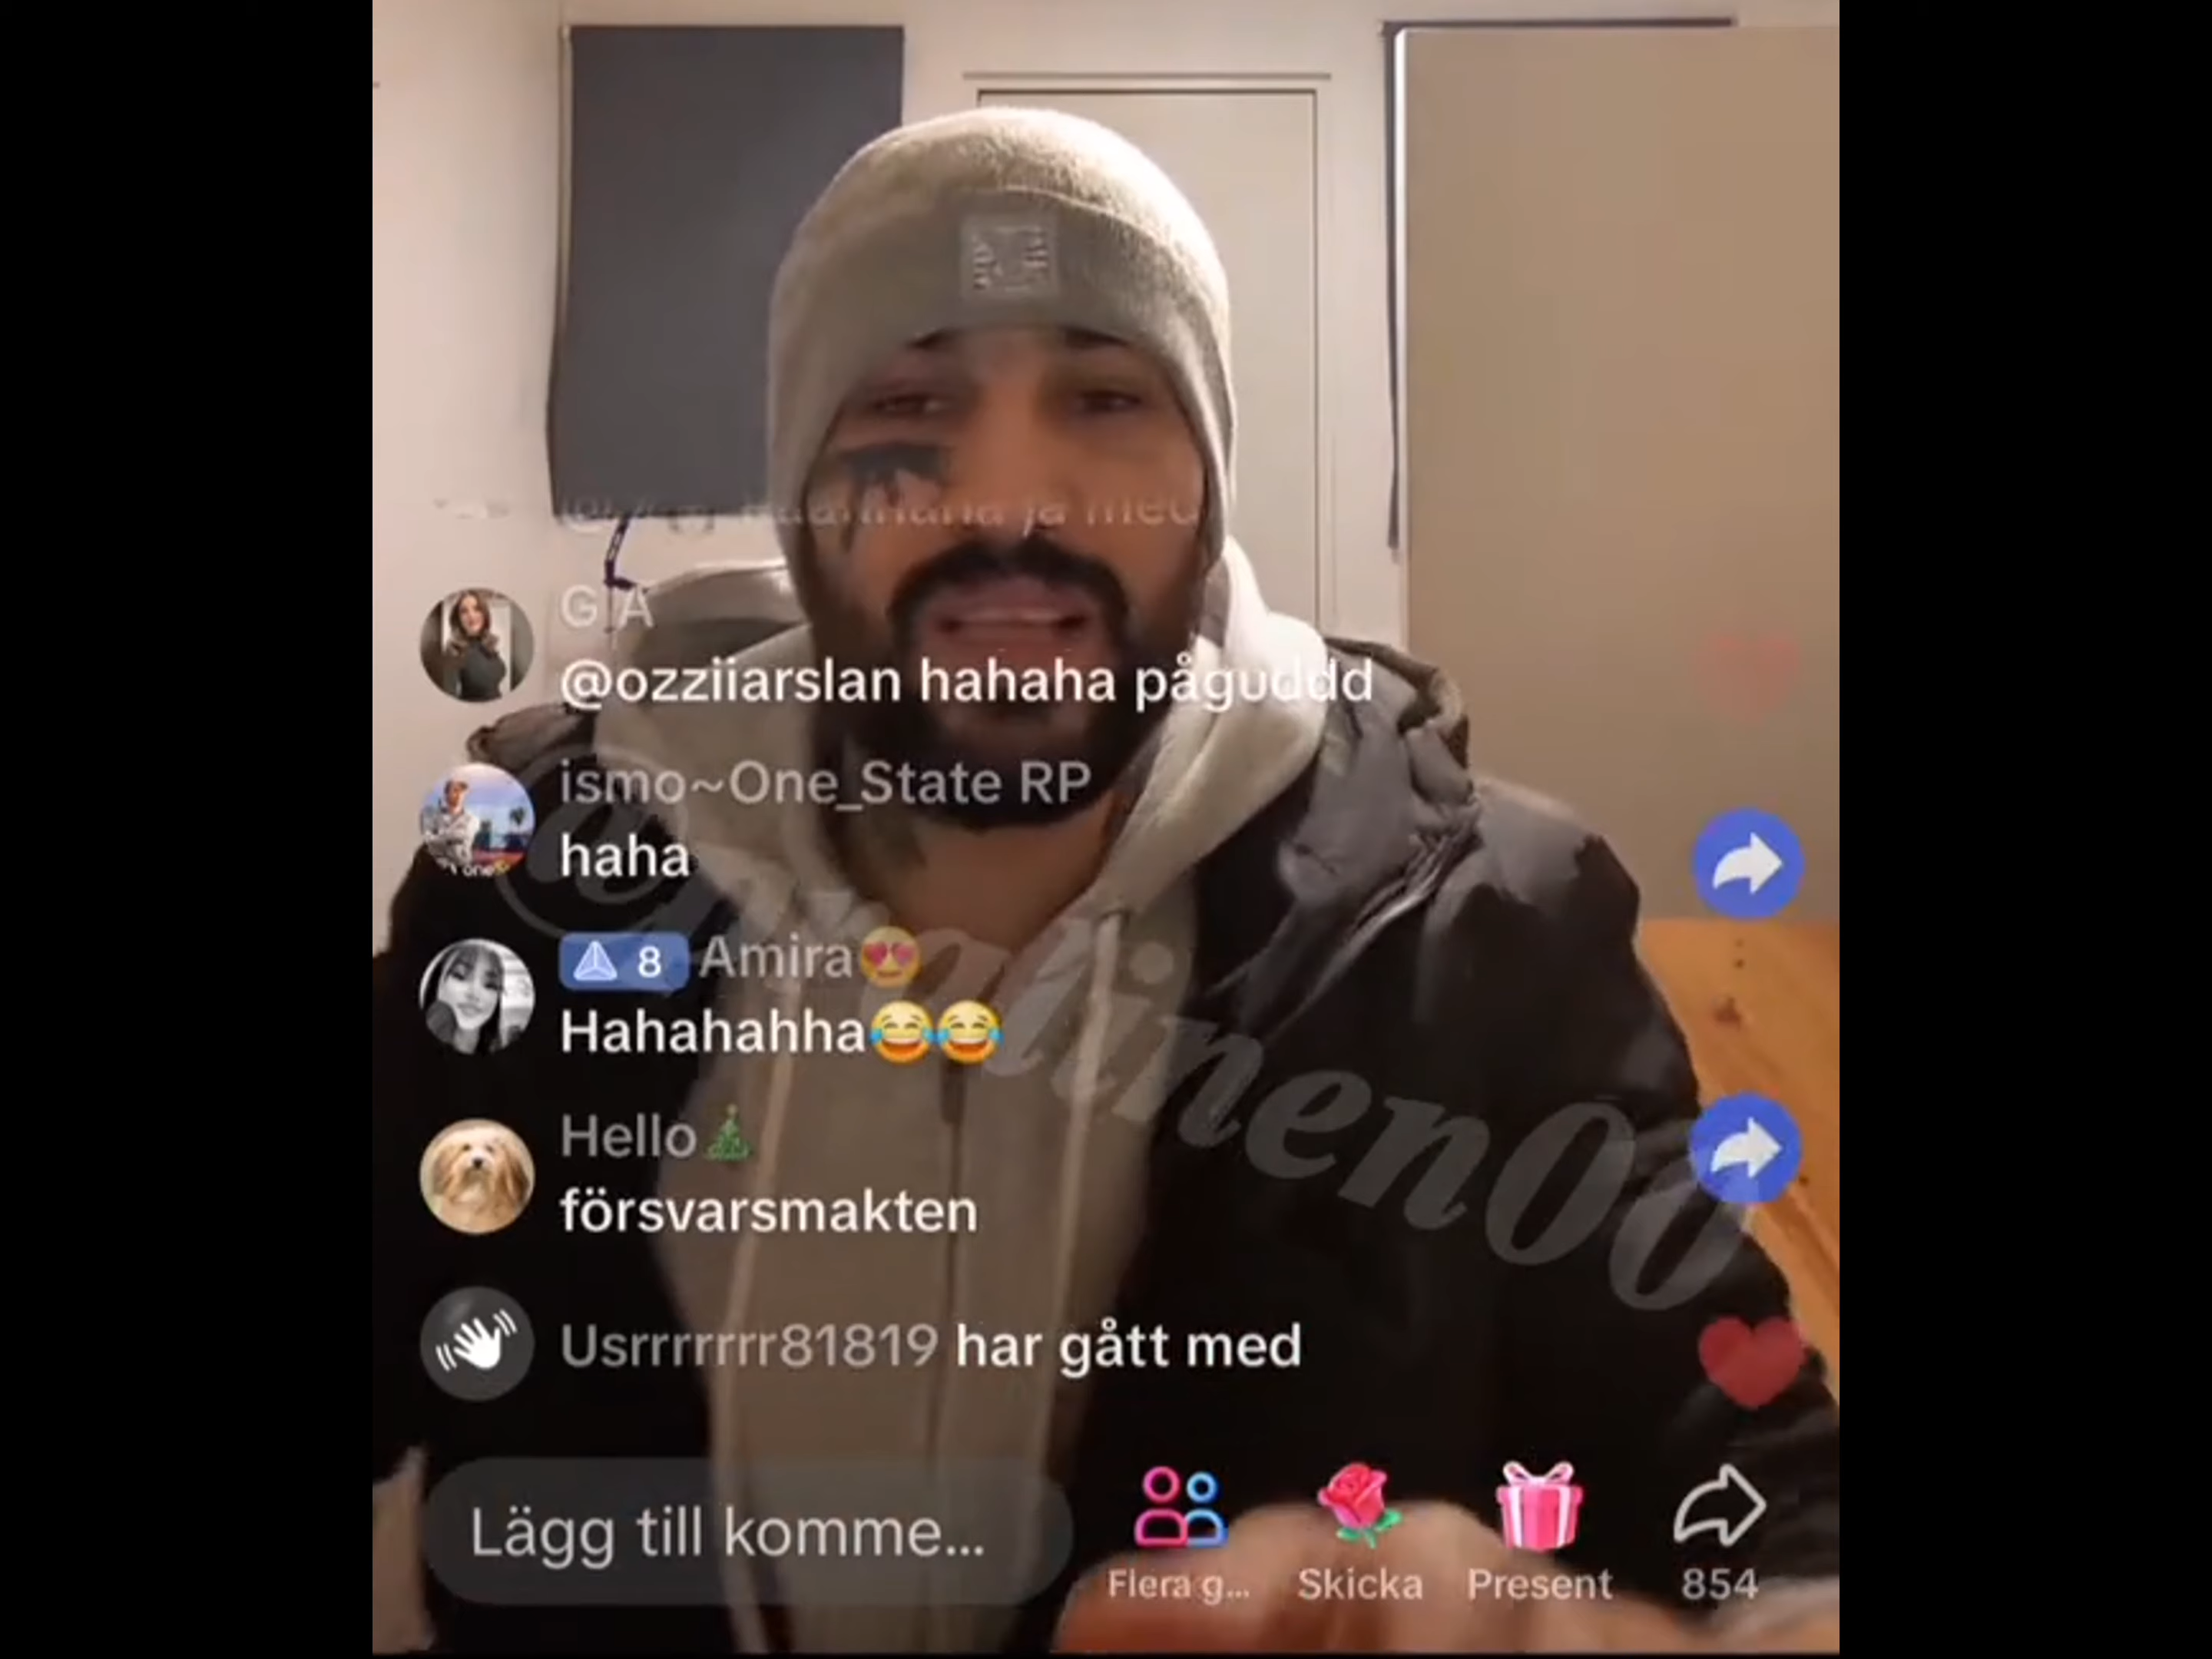 G A
@ozziiarslan hahaha påguddd
ismo~One_State RP
haha
8 Amira😍
Hahahahha😂😂
Hello🎄
försvarsmakten
Usrrrrrrr81819 har gått med
Lägg till komme...
Flera g...
Skicka
Present
854